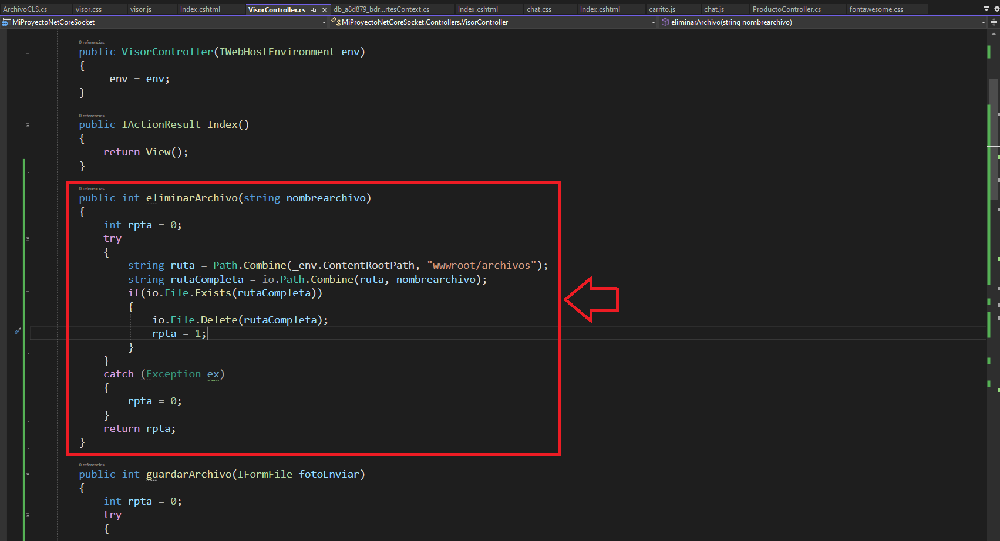 ArchivoCLS.cs visor.css visor.js Index.cshtml VisorController.cs db_a8d879_bdr...rtesContext.cs Index.cshtml chat.css Index.cshtml carrito.js chat.js ProductoController.cs fontawesome.css
MiProyectoNetCoreSocket MiProyectoNetCoreSocket.Controllers.VisorController eliminarArchivo(string nombrearchivo)
0 referencias
public VisorController(IWebHostEnvironment env)
{
_env = env;
}
0 referencias
public IActionResult Index()
{
return View();
}
0 referencias
public int eliminarArchivo(string nombrearchivo)
{
int rpta = 0;
try
{
string ruta = Path.Combine(_env.ContentRootPath, "wwwroot/archivos");
string rutaCompleta = io.Path.Combine(ruta, nombrearchivo);
if(io.File.Exists(rutaCompleta))
{
io.File.Delete(rutaCompleta);
rpta = 1;
}
}
catch (Exception ex)
{
rpta = 0;
}
return rpta;
}
0 referencias
public int guardarArchivo(IFormFile fotoEnviar)
{
int rpta = 0;
try
{